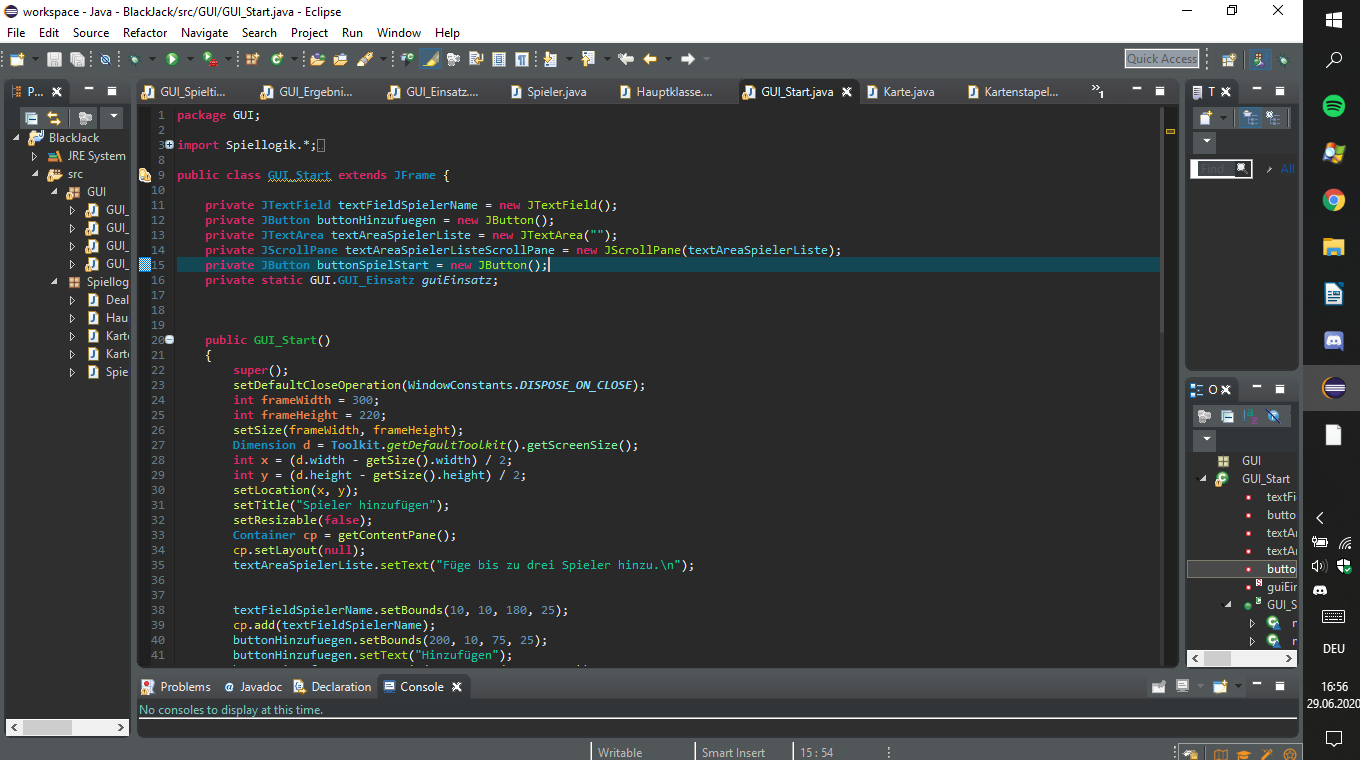 workspace - Java - BlackJack/src/GUI/GUI_Start.java - Eclipse
File Edit Source Refactor Navigate Search Project Run Window Help
Quick Access
P...
GUI_Spielti...
GUI_Ergebni...
GUI_Einsatz....
Spieler.java
Hauptklasse....
GUI_Start.java
Karte.java
Kartenstapel...
»1
T
BlackJack
JRE System
src
GUI
GUI_
GUI_
GUI_
GUI_
Spiellog
Deal
Hau
Karte
Karte
Spie
1 package GUI;
2
3 import Spiellogik.*;
8
9 public class GUI_Start extends JFrame {
10
11 private JTextField textFieldSpielerName = new JTextField();
12 private JButton buttonHinzufuegen = new JButton();
13 private JTextArea textAreaSpielerListe = new JTextArea("");
14 private JScrollPane textAreaSpielerListeScrollPane = new JScrollPane(textAreaSpielerListe);
15 private JButton buttonSpielStart = new JButton();
16 private static GUI.GUI_Einsatz guiEinsatz;
17
18
19
20 public GUI_Start()
21 {
22 super();
23 setDefaultCloseOperation(WindowConstants.DISPOSE_ON_CLOSE);
24 int frameWidth = 300;
25 int frameHeight = 220;
26 setSize(frameWidth, frameHeight);
27 Dimension d = Toolkit.getDefaultToolkit().getScreenSize();
28 int x = (d.width - getSize().width) / 2;
29 int y = (d.height - getSize().height) / 2;
30 setLocation(x, y);
31 setTitle("Spieler hinzufügen");
32 setResizable(false);
33 Container cp = getContentPane();
34 cp.setLayout(null);
35 textAreaSpielerListe.setText("Füge bis zu drei Spieler hinzu.\n");
36
37
38 textFieldSpielerName.setBounds(10, 10, 180, 25);
39 cp.add(textFieldSpielerName);
40 buttonHinzufuegen.setBounds(200, 10, 75, 25);
41 buttonHinzufuegen.setText("Hinzufügen");
Find
All
O
GUI
GUI_Start
textFi
butto
textAr
textAr
butto
guiEin
GUI_S
Problems
Javadoc
Declaration
Console
No consoles to display at this time.
Writable
Smart Insert
15 : 54
DEU
16:56
29.06.2020